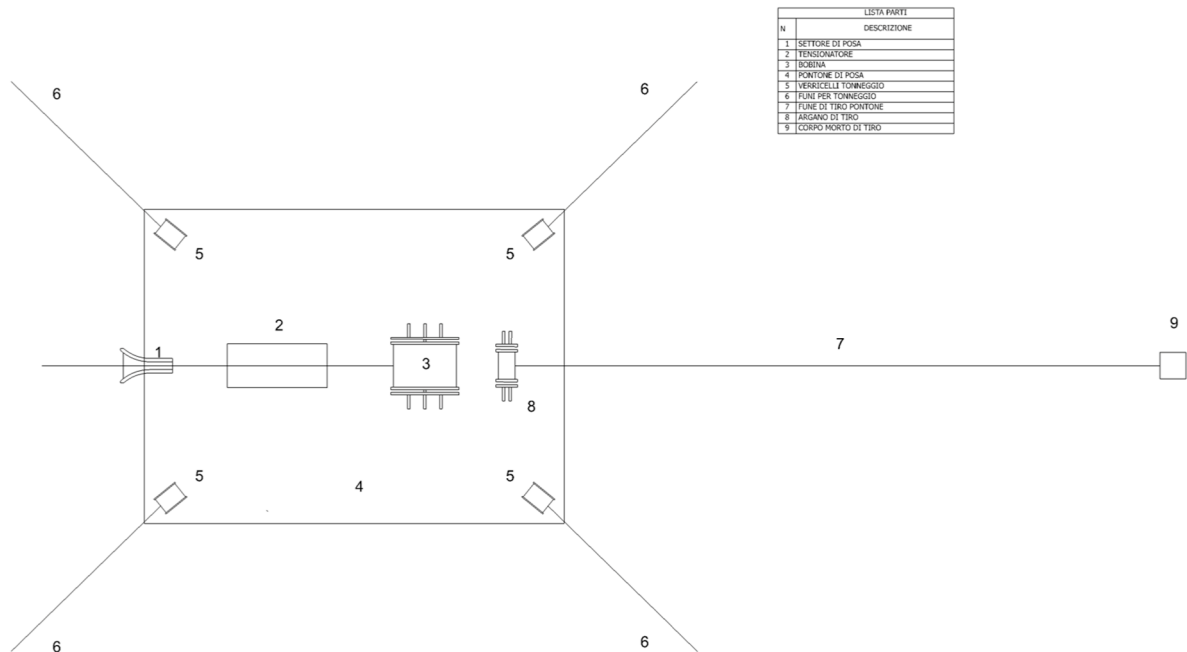 LISTA PARTI
N DESCRIZIONE
1 SETTORE DI POSA
2 TENSIONATORE
3 BOBINA
4 PONTONE DI POSA
5 VERRICELLI TONNEGGIO
6 FUNI PER TONNEGGIO
7 FUNE DI TIRO PONTONE
8 ARGANO DI TIRO
9 CORPO MORTO DI TIRO
6 6
5 5
2
1
3
7
9
8
5 5
4
6 6